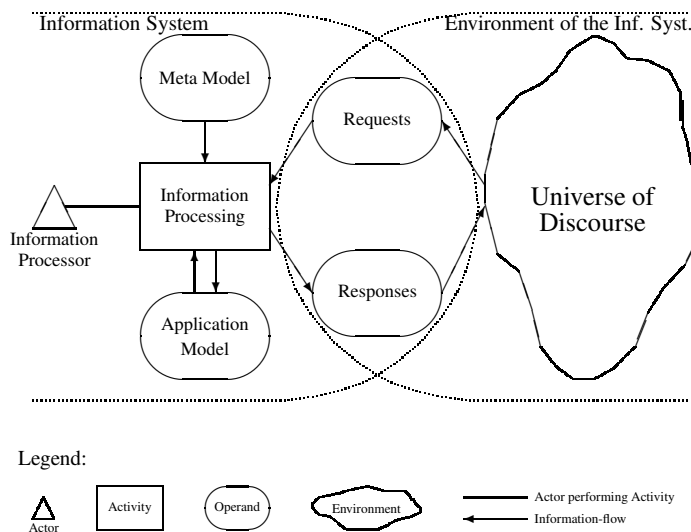 Information System
Environment of the Inf. Syst.
Meta Model
Requests
Information
Processing
Universe of
Discourse
Information
Processor
Responses
Application
Model
Legend:
Actor
Activity
Operand
Environment
Actor performing Activity
Information-flow